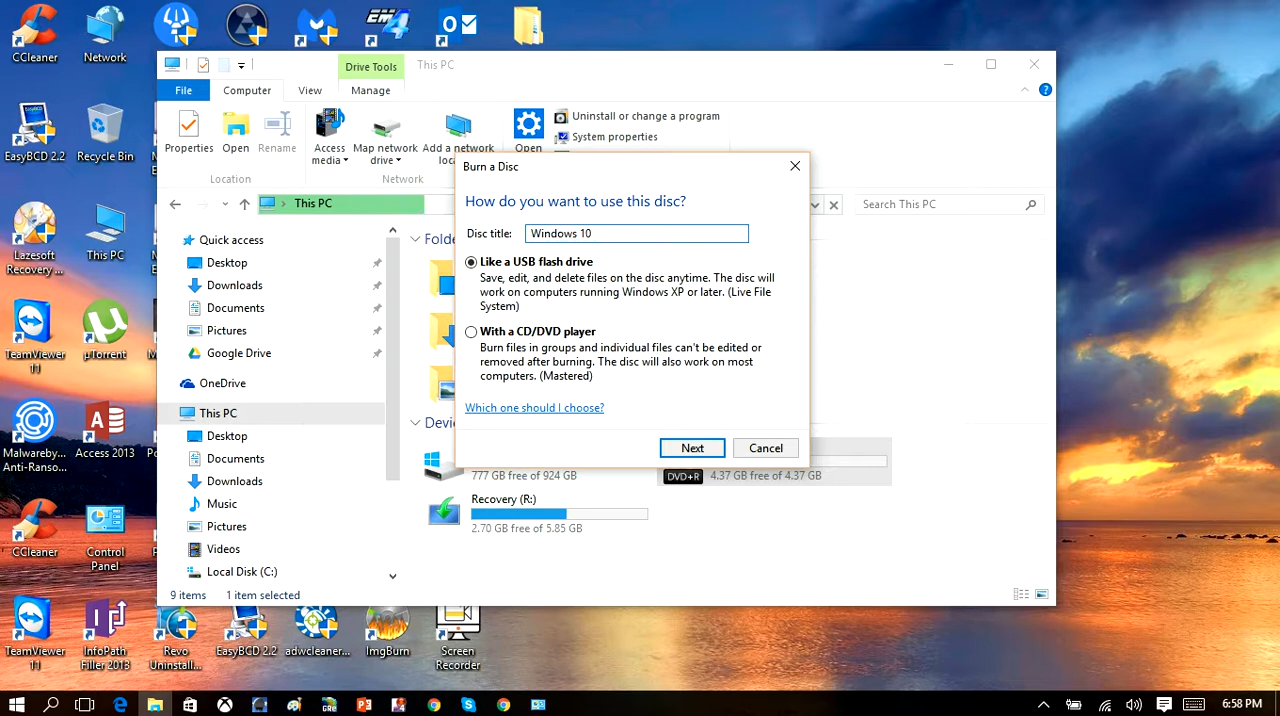 CCleaner
Network
EM4
Drive Tools
This PC
File
Computer
View
Manage
Properties
Open
Rename
Access media
Map network drive
Add a network
Open
Uninstall or change a program
System properties
Location
Network
This PC
Search This PC
EasyBCD 2.2
Recycle Bin
Lazesoft
Recovery ...
This PC
TeamViewer
11
µTorrent
Malwareby...
Anti-Ranso...
Access 2013
CCleaner
Control
Panel
TeamViewer
11
InfoPath
Filler 2013
Revo
Uninstall...
EasyBCD 2.2
adwcleaner...
ImgBurn
Screen
Recorder
Quick access
Desktop
Downloads
Documents
Pictures
Google Drive
OneDrive
This PC
Desktop
Documents
Downloads
Music
Pictures
Videos
Local Disk (C:)
9 items
1 item selected
Burn a Disc
How do you want to use this disc?
Disc title:
Windows 10
Like a USB flash drive
Save, edit, and delete files on the disc anytime. The disc will
work on computers running Windows XP or later. (Live File
System)
With a CD/DVD player
Burn files in groups and individual files can't be edited or
removed after burning. The disc will also work on most
computers. (Mastered)
Which one should I choose?
Next
Cancel
777 GB free of 924 GB
DVD+R
4.37 GB free of 4.37 GB
Recovery (R:)
2.70 GB free of 5.85 GB
6:58 PM